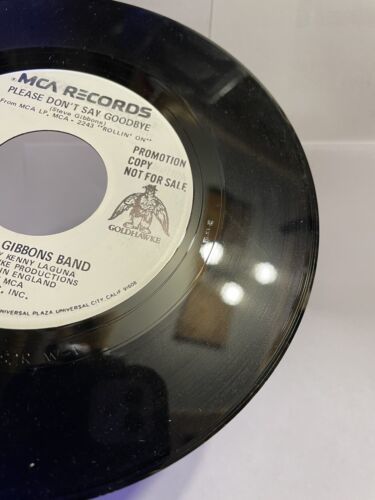 MCA RECORDS
PLEASE DON'T SAY GOODBYE
(Steve Gibbons)
From MCA LP, MCA - 2243 "ROLLIN' ON"
PROMOTION
COPY
NOT FOR SALE
GOLDHAWKE
GIBBONS BAND
KENNY LAGUNA
PRODUCTIONS
IN ENGLAND
MCA
INC.
UNIVERSAL PLAZA, UNIVERSAL CITY, CALIF. 91608